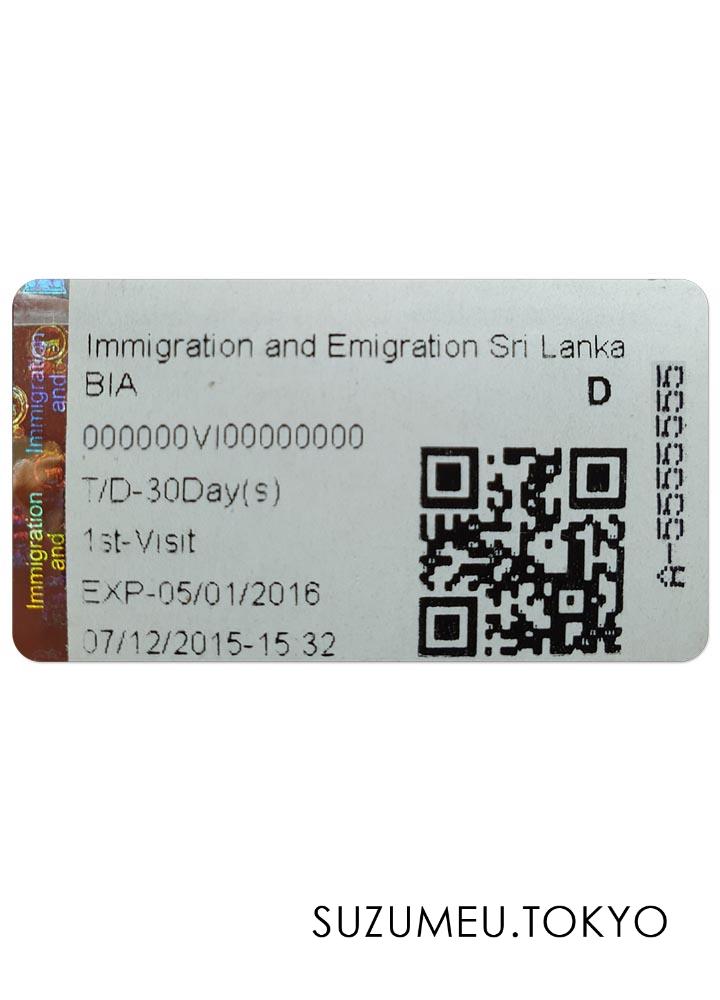 Immigration and Emigration Sri Lanka
BIA
D
000000VI00000000
T/D-30Day(s)
1st-Visit
EXP-05/01/2016
07/12/2015-15:32
A-5555555
Immigration
and
Immigration
and
SUZUMEU.TOKYO